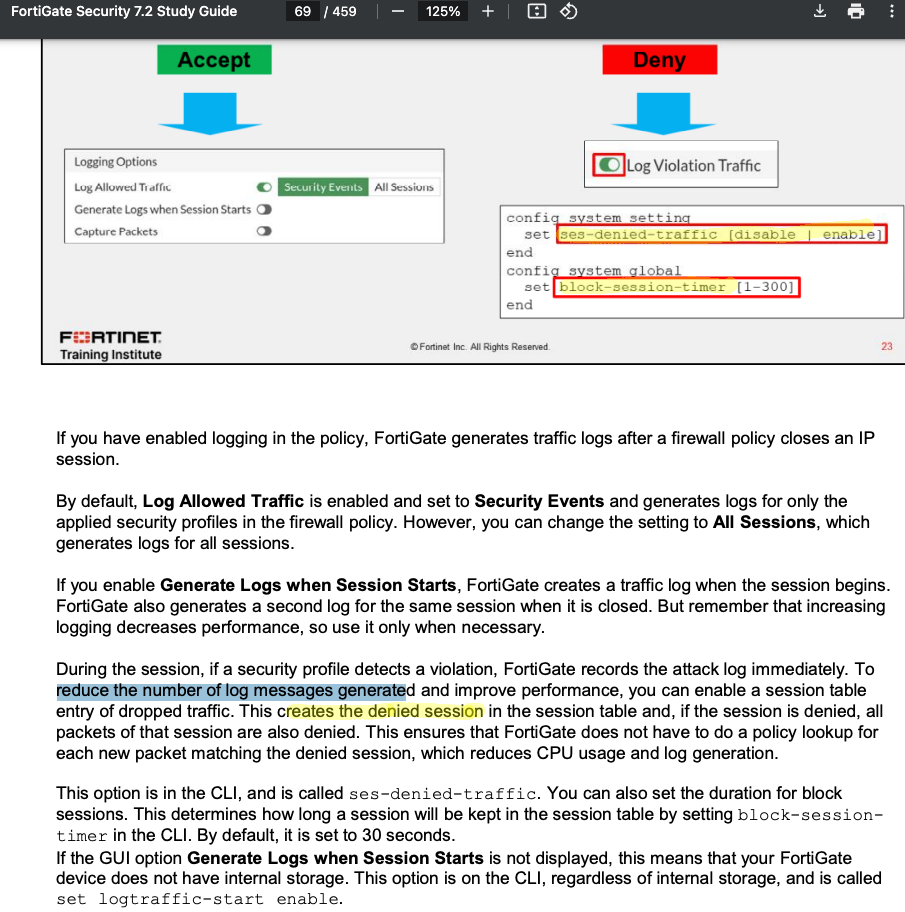 FortiGate Security 7.2 Study Guide
69 / 459
125%
Accept
Deny
Logging Options
Log Allowed Traffic Security Events All Sessions
Generate Logs when Session Starts
Capture Packets
Log Violation Traffic
config system setting
set ses-denied-traffic [disable | enable]
end
config system global
set block-session-timer [1-300]
end
FORTINET
Training Institute
© Fortinet Inc. All Rights Reserved.
23
If you have enabled logging in the policy, FortiGate generates traffic logs after a firewall policy closes an IP
session.
By default, Log Allowed Traffic is enabled and set to Security Events and generates logs for only the
applied security profiles in the firewall policy. However, you can change the setting to All Sessions, which
generates logs for all sessions.
If you enable Generate Logs when Session Starts, FortiGate creates a traffic log when the session begins.
FortiGate also generates a second log for the same session when it is closed. But remember that increasing
logging decreases performance, so use it only when necessary.
During the session, if a security profile detects a violation, FortiGate records the attack log immediately. To
reduce the number of log messages generated and improve performance, you can enable a session table
entry of dropped traffic. This creates the denied session in the session table and, if the session is denied, all
packets of that session are also denied. This ensures that FortiGate does not have to do a policy lookup for
each new packet matching the denied session, which reduces CPU usage and log generation.
This option is in the CLI, and is called ses-denied-traffic. You can also set the duration for block
sessions. This determines how long a session will be kept in the session table by setting block-session-
timer in the CLI. By default, it is set to 30 seconds.
If the GUI option Generate Logs when Session Starts is not displayed, this means that your FortiGate
device does not have internal storage. This option is on the CLI, regardless of internal storage, and is called
set logtraffic-start enable.